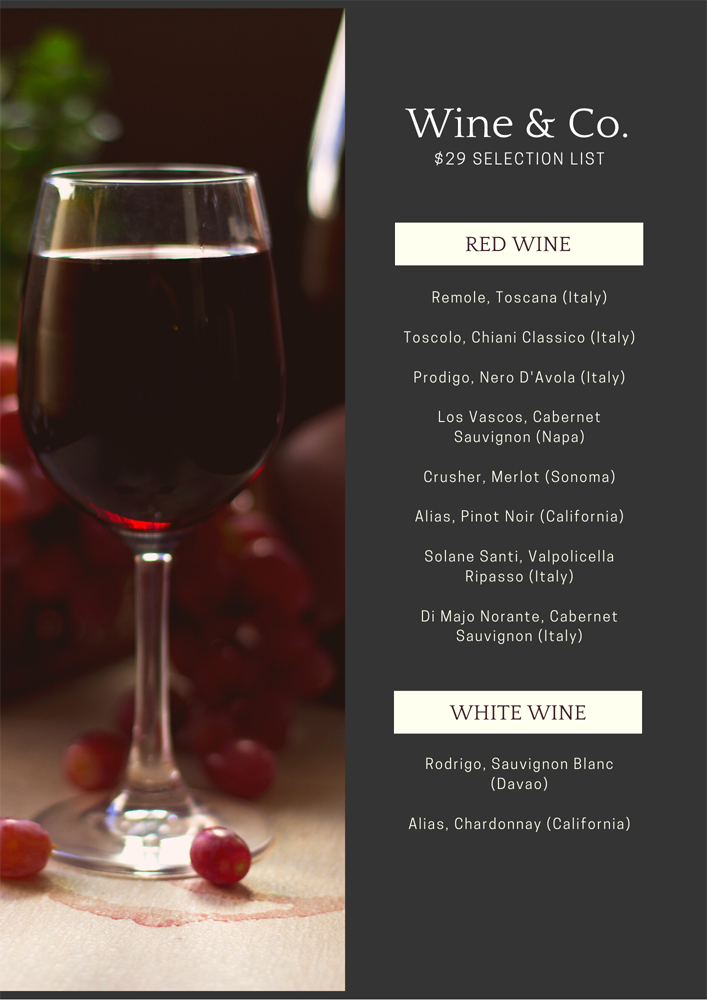 Wine & Co.
$29 SELECTION LIST
RED WINE
Remole, Toscana (Italy)
Toscolo, Chiani Classico (Italy)
Prodigo, Nero D'Avola (Italy)
Los Vascos, Cabernet
Sauvignon (Napa)
Crusher, Merlot (Sonoma)
Alias, Pinot Noir (California)
Solane Santi, Valpolicella
Ripasso (Italy)
Di Majo Norante, Cabernet
Sauvignon (Italy)
WHITE WINE
Rodrigo, Sauvignon Blanc
(Davao)
Alias, Chardonnay (California)